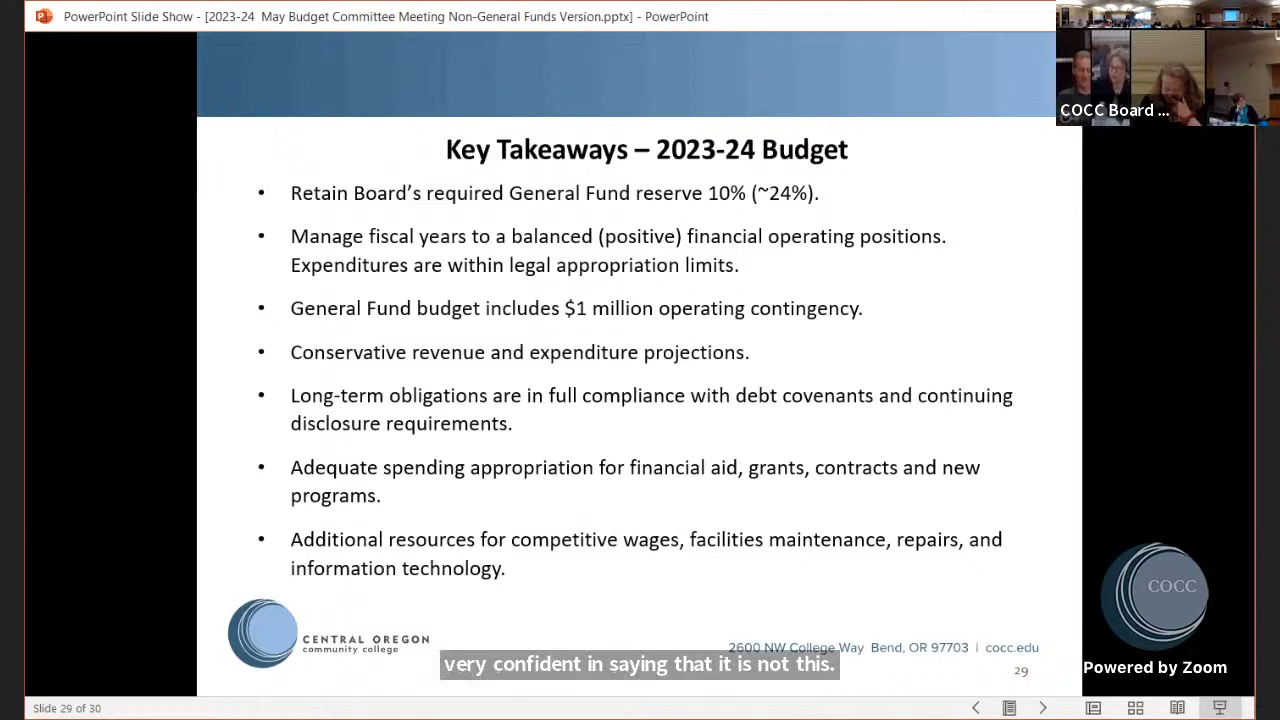 PowerPoint Slide Show - [2023-24 May Budget Committee Meeting Non-General Funds Version.pptx] - PowerPoint
COCC Board ...
Key Takeaways – 2023-24 Budget
• Retain Board's required General Fund reserve 10% (~24%).
• Manage fiscal years to a balanced (positive) financial operating positions.
Expenditures are within legal appropriation limits.
• General Fund budget includes $1 million operating contingency.
• Conservative revenue and expenditure projections.
• Long-term obligations are in full compliance with debt covenants and continuing
disclosure requirements.
• Adequate spending appropriation for financial aid, grants, contracts and new
programs.
• Additional resources for competitive wages, facilities maintenance, repairs, and
information technology.
COCC
CENTRAL OREGON
community college
2600 NW College Way Bend, OR 97703 | cocc.edu
very confident in saying that it is not this.
29
Powered by Zoom
Slide 29 of 30